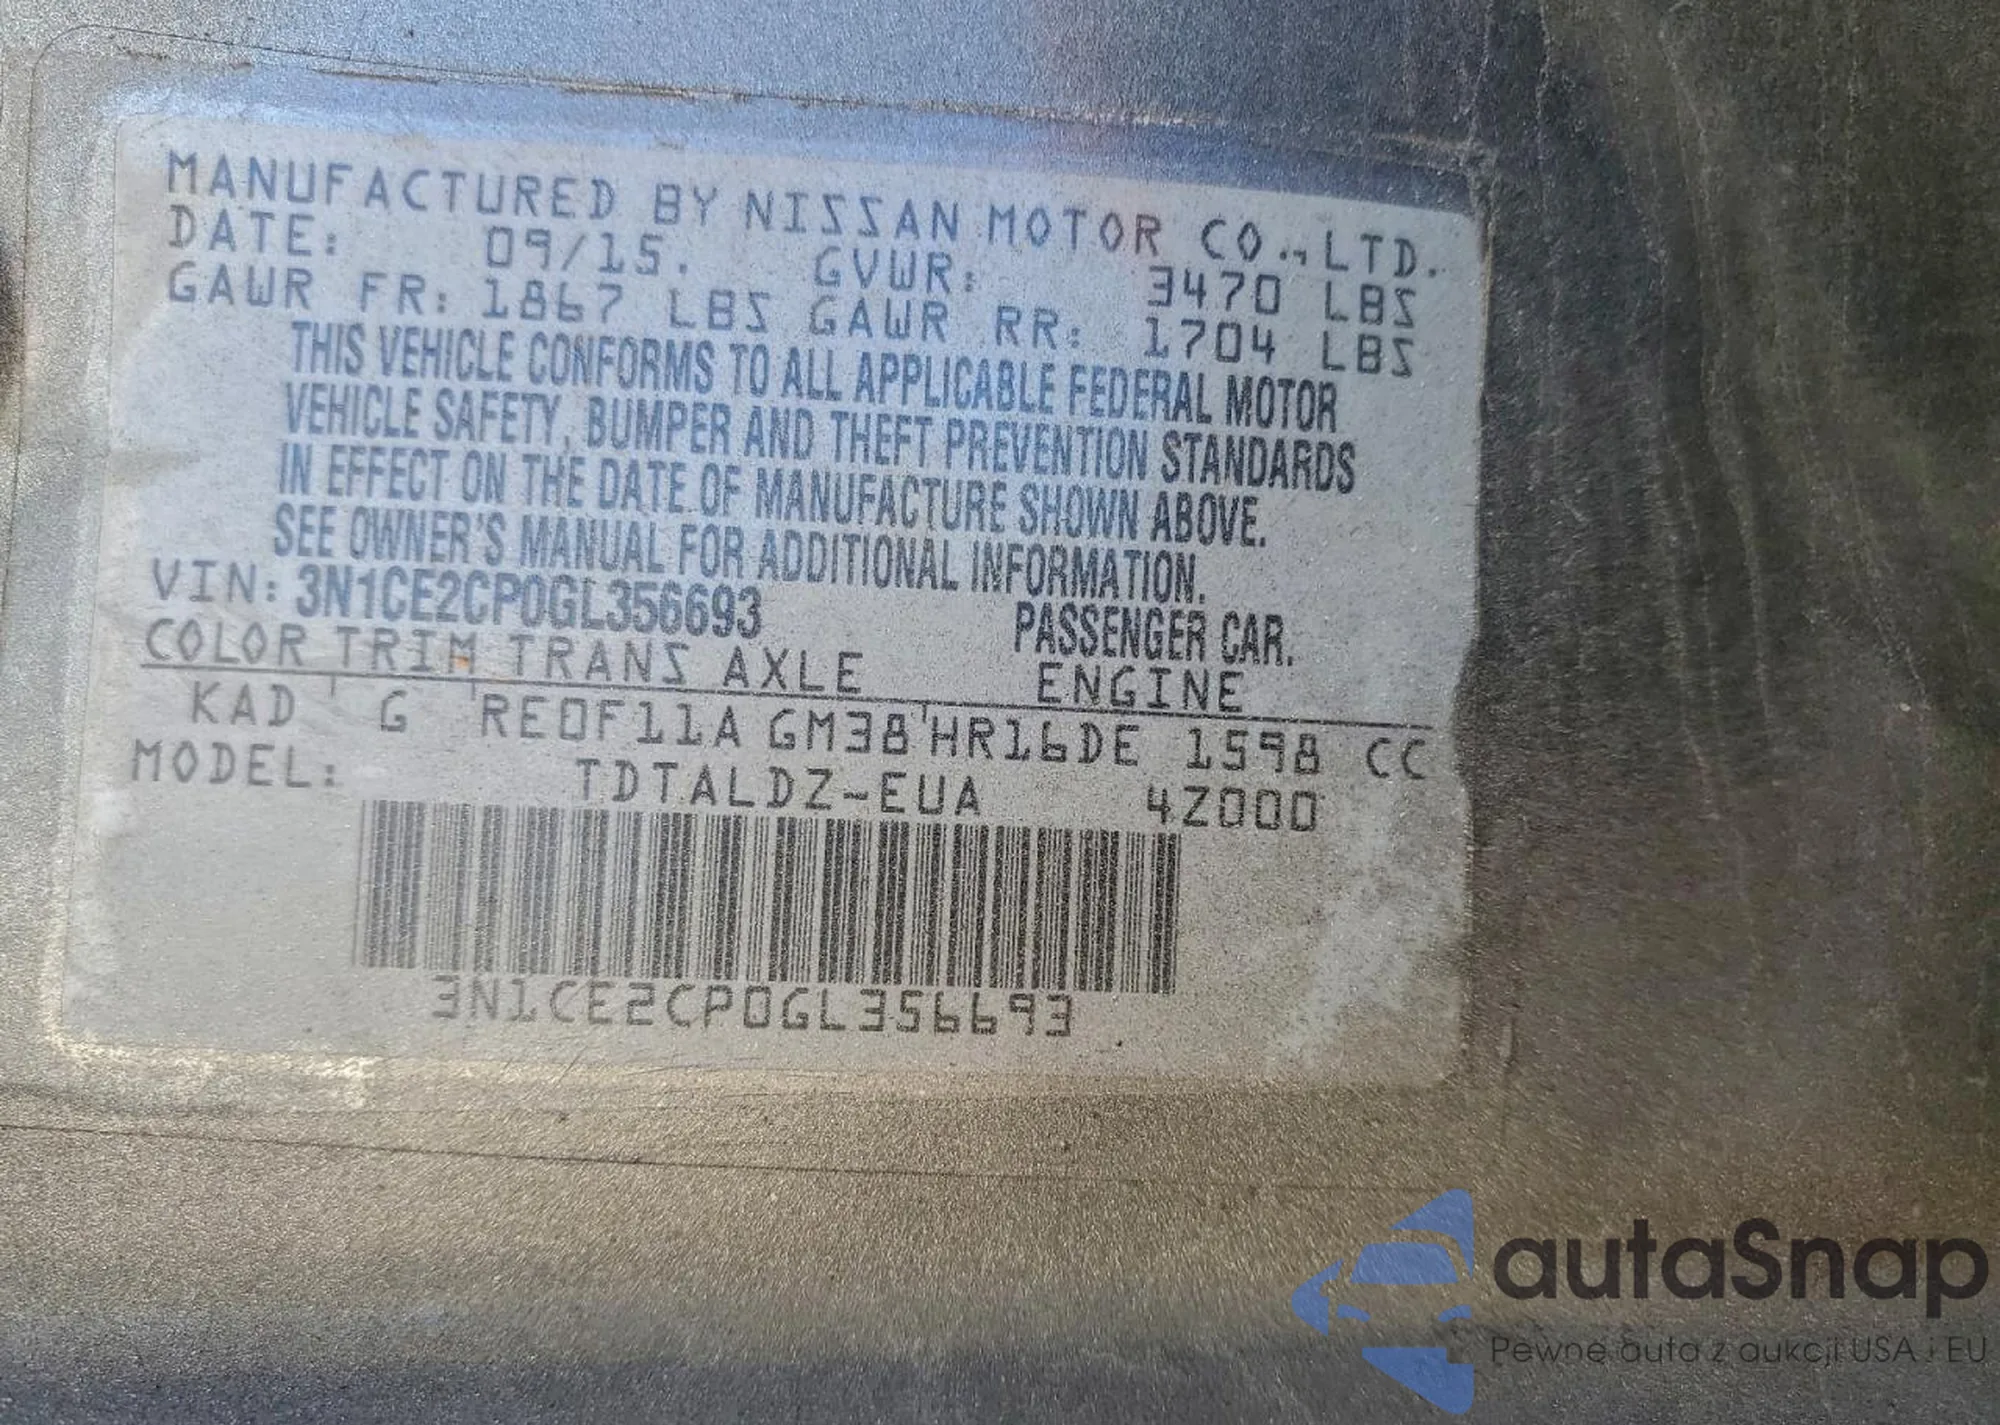 MANUFACTURED BY NISSAN MOTOR CO., LTD.
DATE: 09/15. GVWR: 3470 LBS
GAWR FR: 1867 LBS GAWR RR: 1704 LBS
THIS VEHICLE CONFORMS TO ALL APPLICABLE FEDERAL MOTOR
VEHICLE SAFETY, BUMPER AND THEFT PREVENTION STANDARDS
IN EFFECT ON THE DATE OF MANUFACTURE SHOWN ABOVE.
SEE OWNER'S MANUAL FOR ADDITIONAL INFORMATION.
VIN: 3N1CE2CP0GL356693 PASSENGER CAR.
COLOR TRIM TRANS AXLE ENGINE
KAD G RE0F11A GM38 HR16DE 1598 CC
MODEL: TDTALDZ-EUA 4Z000
3N1CE2CP0GL356693
autaSnap
Pewne auta z aukcji USA i EU